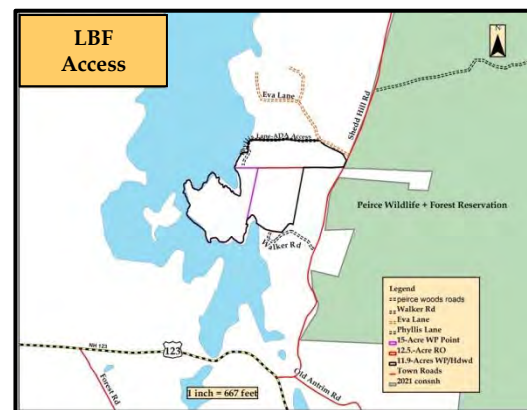 LBF
Access
N
Eva Lane
Shedd Hill Rd
Lane-ADA Access
Peirce Wildlife + Forest Reservation
Walker Rd
NH 123
123
Forest Rd
1 inch = 667 feet
Old Antrim Rd
Legend
peirce woods roads
Walker Rd
Eva Lane
Phyllis Lane
15-Acre WP Point
12.5.-Acre RO
11.9-Acres WP/Hdwd
Town Roads
2021 consnh